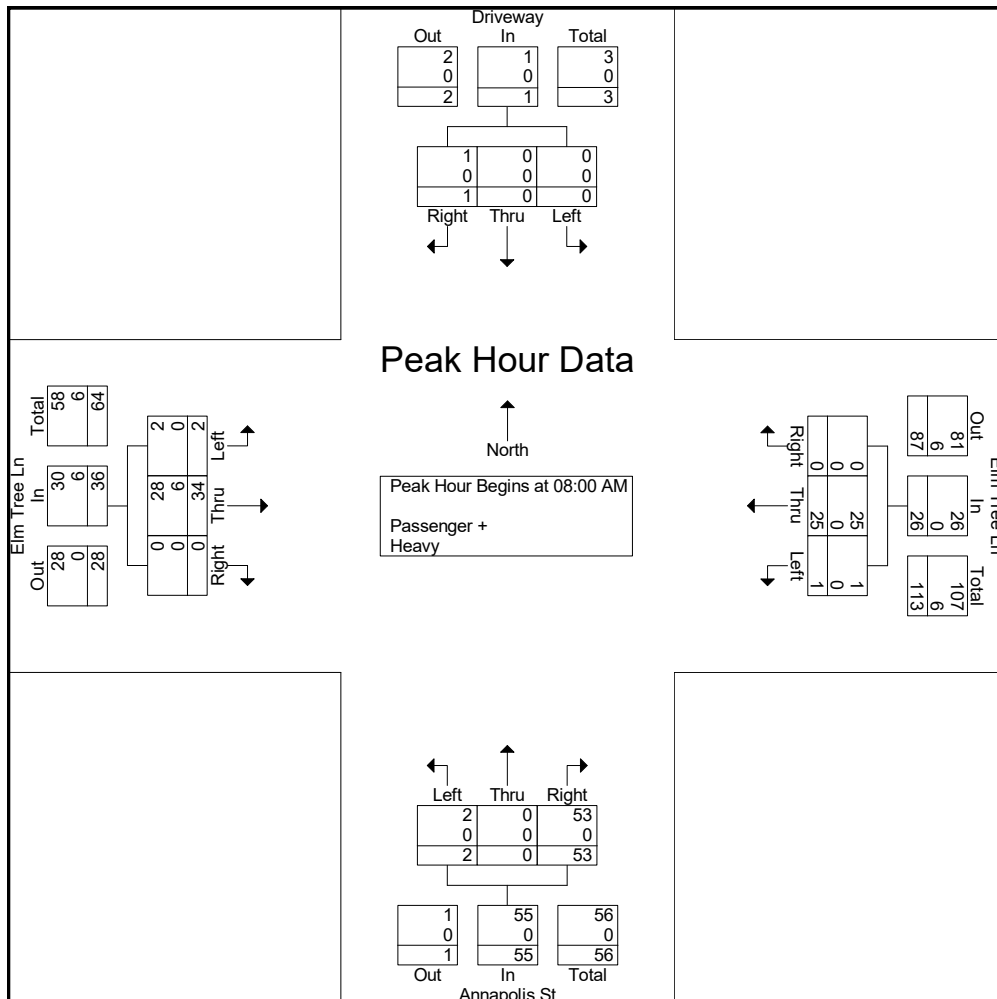 Driveway
Out In Total
2 1 3
0 0 0
2 1 3
1 0 0
0 0 0
1 0 0
Right Thru Left
Peak Hour Data
North
Peak Hour Begins at 08:00 AM
Passenger +
Heavy
Elm Tree Ln
Out In Total
28 30 58
0 6 6
28 36 64
Left Thru Right
2 28 0
0 6 0
2 34 0
Elm Tree Ln
Out In Total
81 26 107
6 0 6
87 26 113
Right Thru Left
0 25 1
0 0 0
0 25 1
Left Thru Right
2 0 53
0 0 0
2 0 53
1 55 56
0 0 0
1 55 56
Out In Total
Annapolis St